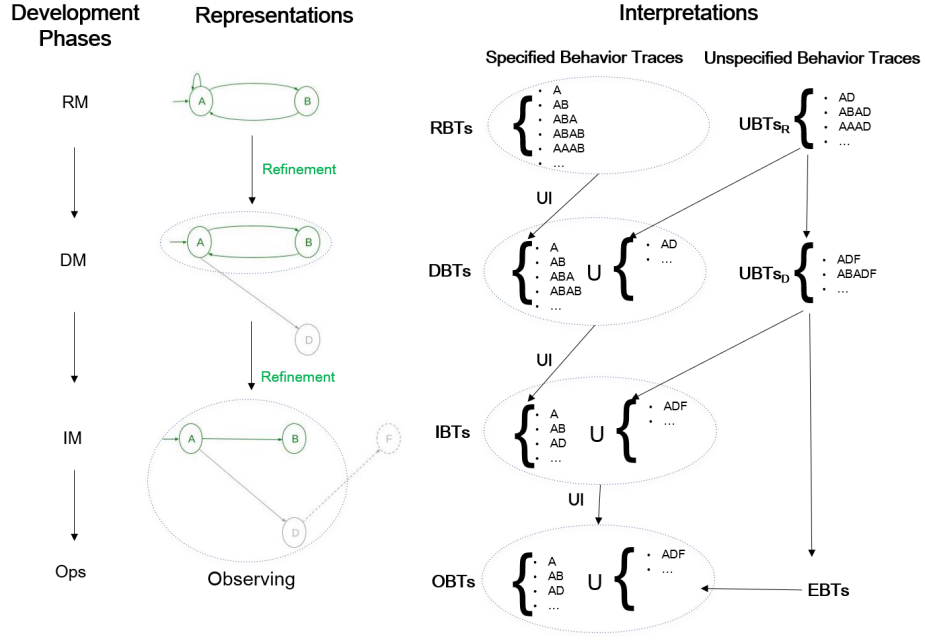 Development
Phases
Representations
Interpretations
Specified Behavior Traces
Unspecified Behavior Traces
RM
A
B
RBTs
{
• A
• AB
• ABA
• ABAB
• AAAB
• ...
UBTsR
{
• AD
• ABAD
• AAAD
• ...
Refinement
UI
DM
A
B
D
DBTs
{
• A
• AB
• ABA
• ABAB
• ...
U
{
• AD
• ...
UBTsD
{
• ADF
• ABADF
• ...
Refinement
UI
IM
A
B
F
D
IBTs
{
• A
• AB
• AD
• ...
U
{
• ADF
• ...
UI
Ops
Observing
OBTs
{
• A
• AB
• AD
• ...
U
{
• ADF
• ...
EBTs